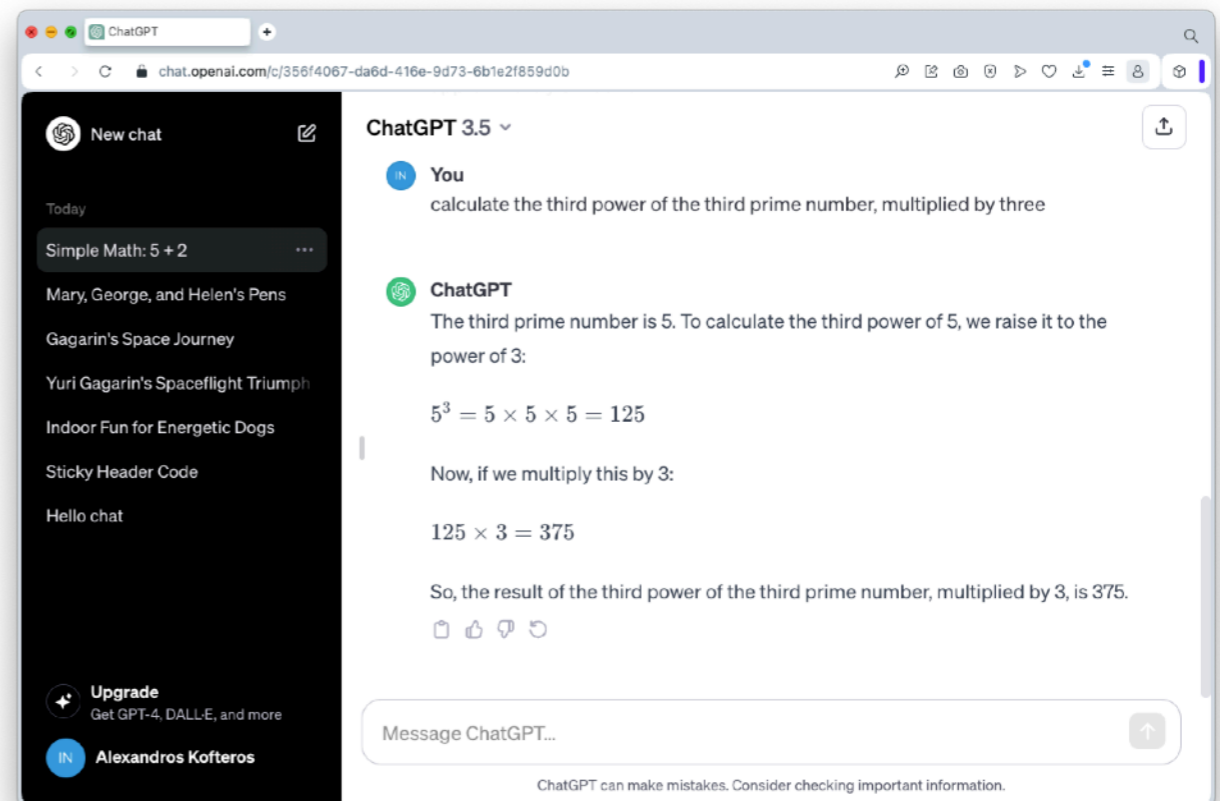 ChatGPT
chat.openai.com/c/356f4067-da6d-416e-9d73-6b1e2f859d0b
New chat
Today
Simple Math: 5 + 2
Mary, George, and Helen's Pens
Gagarin's Space Journey
Yuri Gagarin's Spaceflight Triumph
Indoor Fun for Energetic Dogs
Sticky Header Code
Hello chat
Upgrade
Get GPT-4, DALL·E, and more
IN Alexandros Kofteros
ChatGPT 3.5
IN You
calculate the third power of the third prime number, multiplied by three
ChatGPT
The third prime number is 5. To calculate the third power of 5, we raise it to the
power of 3:
5³ = 5 × 5 × 5 = 125
Now, if we multiply this by 3:
125 × 3 = 375
So, the result of the third power of the third prime number, multiplied by 3, is 375.
Message ChatGPT...
ChatGPT can make mistakes. Consider checking important information.